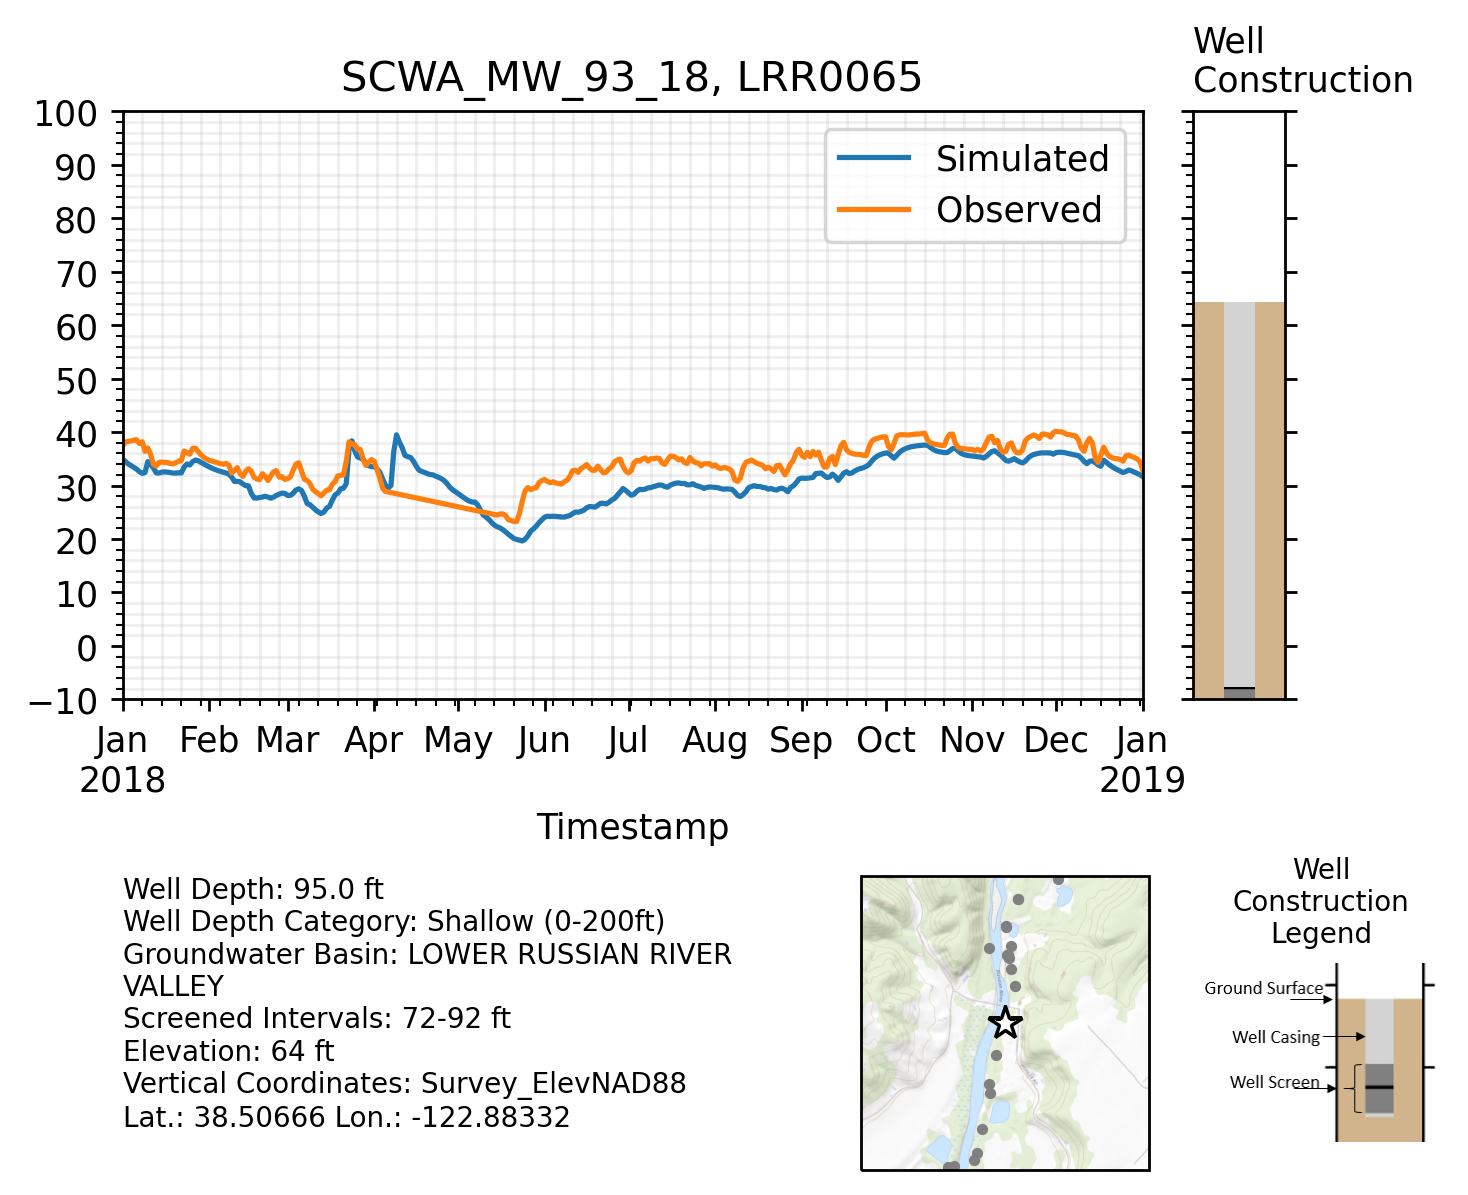 Well
Construction
SCWA_MW_93_18, LRR0065
100
90
80
70
60
50
40
30
20
10
0
−10
Simulated
Observed
Jan Feb Mar Apr May Jun Jul Aug Sep Oct Nov Dec Jan
2018 2019
Timestamp
Well Depth: 95.0 ft
Well Depth Category: Shallow (0-200ft)
Groundwater Basin: LOWER RUSSIAN RIVER
VALLEY
Screened Intervals: 72-92 ft
Elevation: 64 ft
Vertical Coordinates: Survey_ElevNAD88
Lat.: 38.50666 Lon.: -122.88332
Well
Construction
Legend
Ground Surface
Well Casing
Well Screen